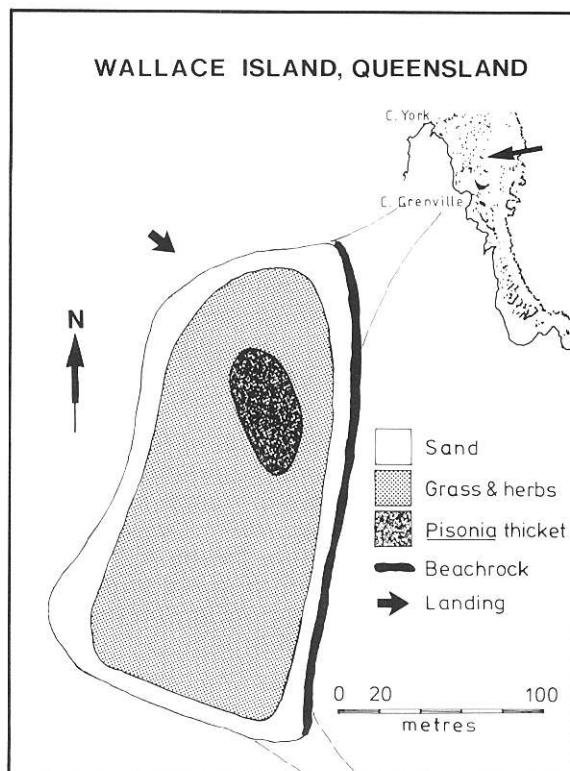 WALLACE ISLAND, QUEENSLAND
C. York
C. Grenville
N
Sand
Grass & herbs
Pisonia thicket
Beachrock
Landing
0 20 100
metres